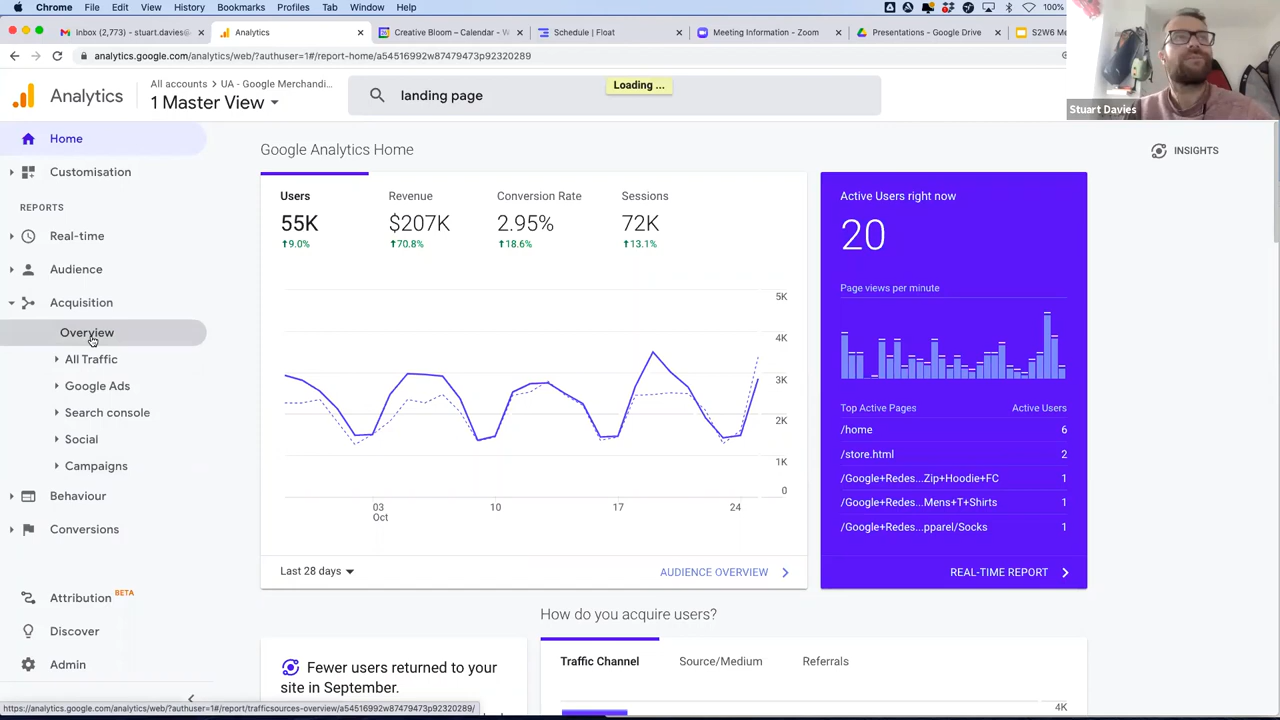 Chrome File Edit View History Bookmarks Profiles Tab Window Help 100%
Inbox (2,773) – stuart.davies@
Analytics
Creative Bloom – Calendar - W
Schedule | Float
Meeting Information - Zoom
Presentations - Google Drive
S2W6 M
analytics.google.com/analytics/web/?authuser=1#/report-home/a54516992w87479473p92320289
Analytics
All accounts > UA - Google Merchandi...
1 Master View
landing page
Loading ...
Stuart Davies
Home
Customisation
REPORTS
Real-time
Audience
Acquisition
Overview
All Traffic
Google Ads
Search console
Social
Campaigns
Behaviour
Conversions
Attribution BETA
Discover
Admin
Google Analytics Home
INSIGHTS
Users Revenue Conversion Rate Sessions
55K $207K 2.95% 72K
↑9.0% ↑70.8% ↑18.6% ↑13.1%
5K
4K
3K
2K
1K
0
03 10 17 24
Oct
Last 28 days
AUDIENCE OVERVIEW
Active Users right now
20
Page views per minute
Top Active Pages Active Users
/home 6
/store.html 2
/Google+Redes...Zip+Hoodie+FC 1
/Google+Redes...Mens+T+Shirts 1
/Google+Redes...pparel/Socks 1
REAL-TIME REPORT
How do you acquire users?
Fewer users returned to your
site in September.
Traffic Channel Source/Medium Referrals
4K
https://analytics.google.com/analytics/web/?authuser=1#/report/trafficsources-overview/a54516992w87479473p92320289/